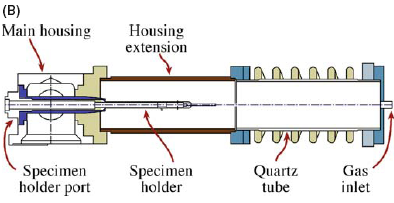 (B)
Main housing
Housing
extension
Specimen
holder port
Specimen
holder
Quartz
tube
Gas
inlet